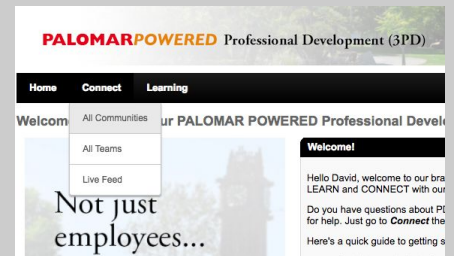 PALOMARPOWERED Professional Development (3PD)
Home Connect Learning
Welcom ur PALOMAR POWERED Professional Develo
All Communities
All Teams
Live Feed
Not just
employees...
Welcome!
Hello David, welcome to our bra
LEARN and CONNECT with our
Do you have questions about PD
for help. Just go to Connect the
Here's a quick guide to getting s